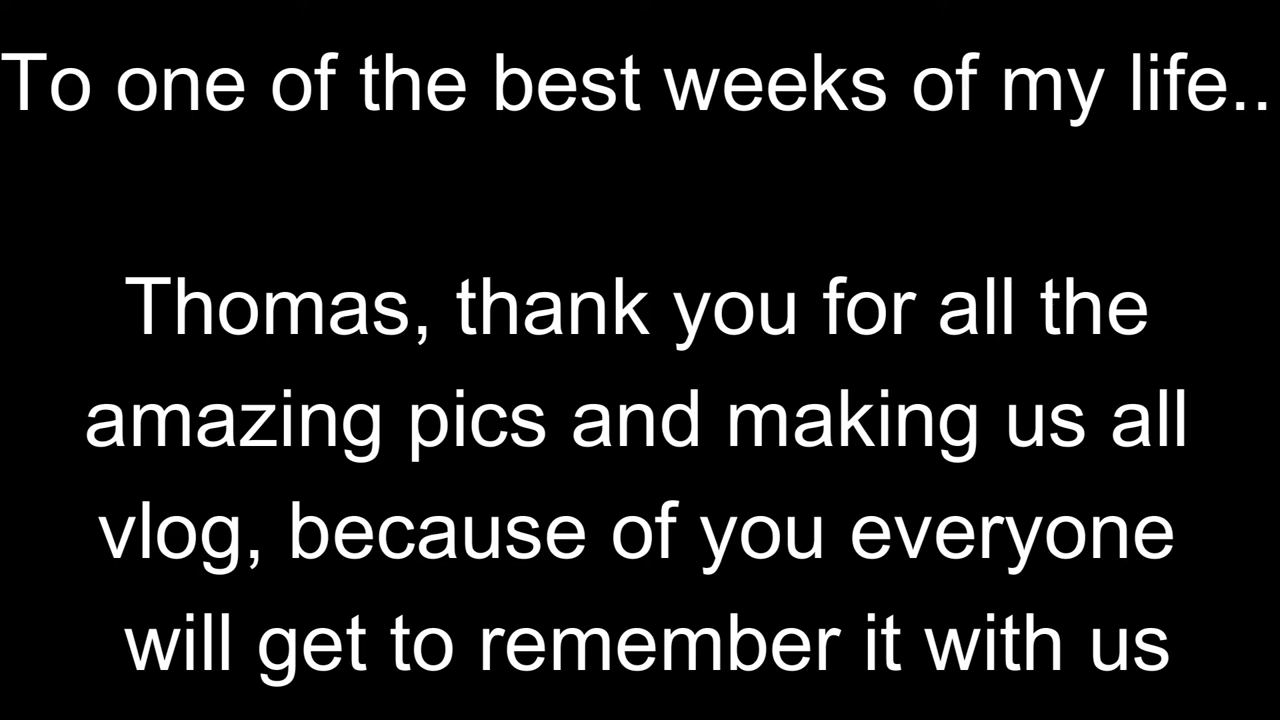 To one of the best weeks of my life..
Thomas, thank you for all the
amazing pics and making us all
vlog, because of you everyone
will get to remember it with us